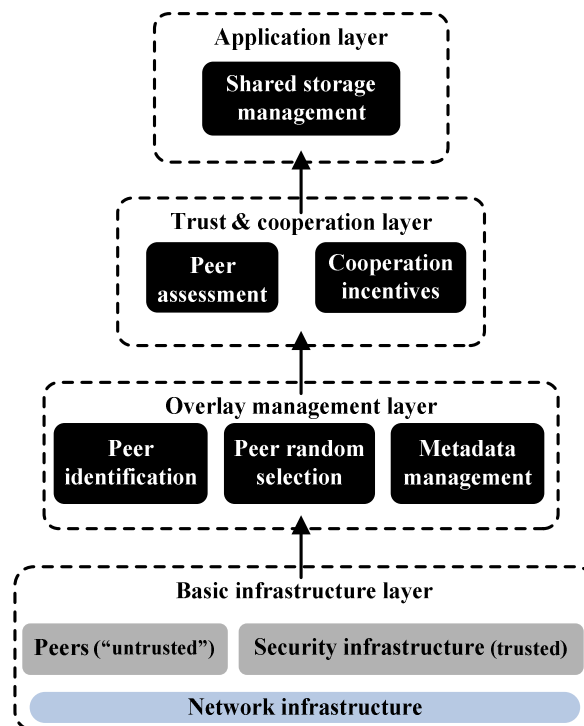 Application layer
Shared storage
management
Trust & cooperation layer
Peer
assessment
Cooperation
incentives
Overlay management layer
Peer
identification
Peer random
selection
Metadata
management
Basic infrastructure layer
Peers (“untrusted”)
Security infrastructure (trusted)
Network infrastructure